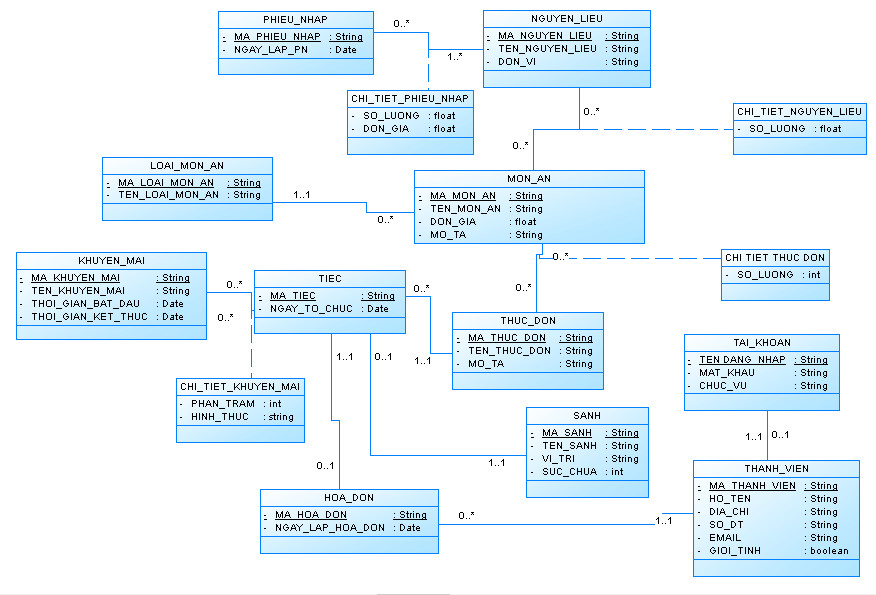 PHIEU_NHAP
- MA_PHIEU_NHAP : String
- NGAY_LAP_PN : Date
0..*
1..*
NGUYEN_LIEU
- MA_NGUYEN_LIEU : String
- TEN_NGUYEN_LIEU : String
- DON_VI : String
CHI_TIET_PHIEU_NHAP
- SO_LUONG : float
- DON_GIA : float
0..*
0..*
CHI_TIET_NGUYEN_LIEU
- SO_LUONG : float
LOAI_MON_AN
- MA_LOAI_MON_AN : String
- TEN_LOAI_MON_AN : String
1..1
0..*
MON_AN
- MA_MON_AN : String
- TEN_MON_AN : String
- DON_GIA : float
- MO_TA : String
0..*
0..*
CHI TIET THUC DON
- SO_LUONG : int
KHUYEN_MAI
- MA_KHUYEN_MAI : String
- TEN_KHUYEN_MAI : String
- THOI_GIAN_BAT_DAU : Date
- THOI_GIAN_KET_THUC : Date
0..*
0..*
TIEC
- MA_TIEC : String
- NGAY_TO_CHUC : Date
0..*
1..1
THUC_DON
- MA_THUC_DON : String
- TEN_THUC_DON : String
- MO_TA : String
CHI_TIET_KHUYEN_MAI
- PHAN_TRAM : int
- HINH_THUC : string
1..1
0..1
TAI_KHOAN
- TEN DANG_NHAP : String
- MAT_KHAU : String
- CHUC_VU : String
SANH
- MA_SANH : String
- TEN_SANH : String
- VI_TRI : String
- SUC_CHUA : int
1..1
0..1
1..1
0..1
HOA_DON
- MA_HOA_DON : String
- NGAY_LAP_HOA_DON : Date
0..*
1..1
THANH_VIEN
- MA_THANH_VIEN : String
- HO_TEN : String
- DIA_CHI : String
- SO_DT : String
- EMAIL : String
- GIOI_TINH : boolean